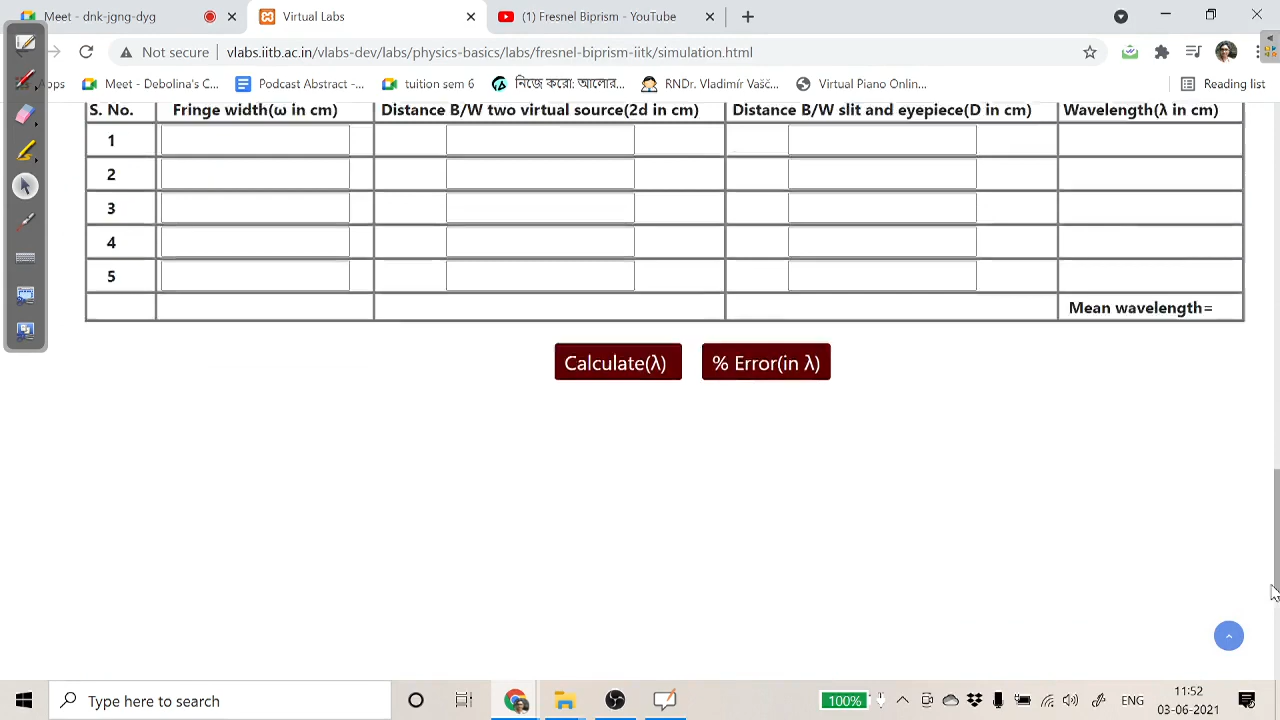 Meet - dnk-jgng-dyg
Virtual Labs
(1) Fresnel Biprism - YouTube
Not secure
vlabs.iitb.ac.in/vlabs-dev/labs/physics-basics/labs/fresnel-biprism-iitk/simulation.html
Apps
Meet - Debolina's C...
Podcast Abstract -...
tuition sem 6
নিজে করো: আলোর...
RNDr. Vladimír Vašč...
Virtual Piano Onlin...
Reading list
S. No. Fringe width(ω in cm) Distance B/W two virtual source(2d in cm) Distance B/W slit and eyepiece(D in cm) Wavelength(λ in cm)
1
2
3
4
5
Mean wavelength=
Calculate(λ) % Error(in λ)
Type here to search
100%
ENG
11:52
03-06-2021